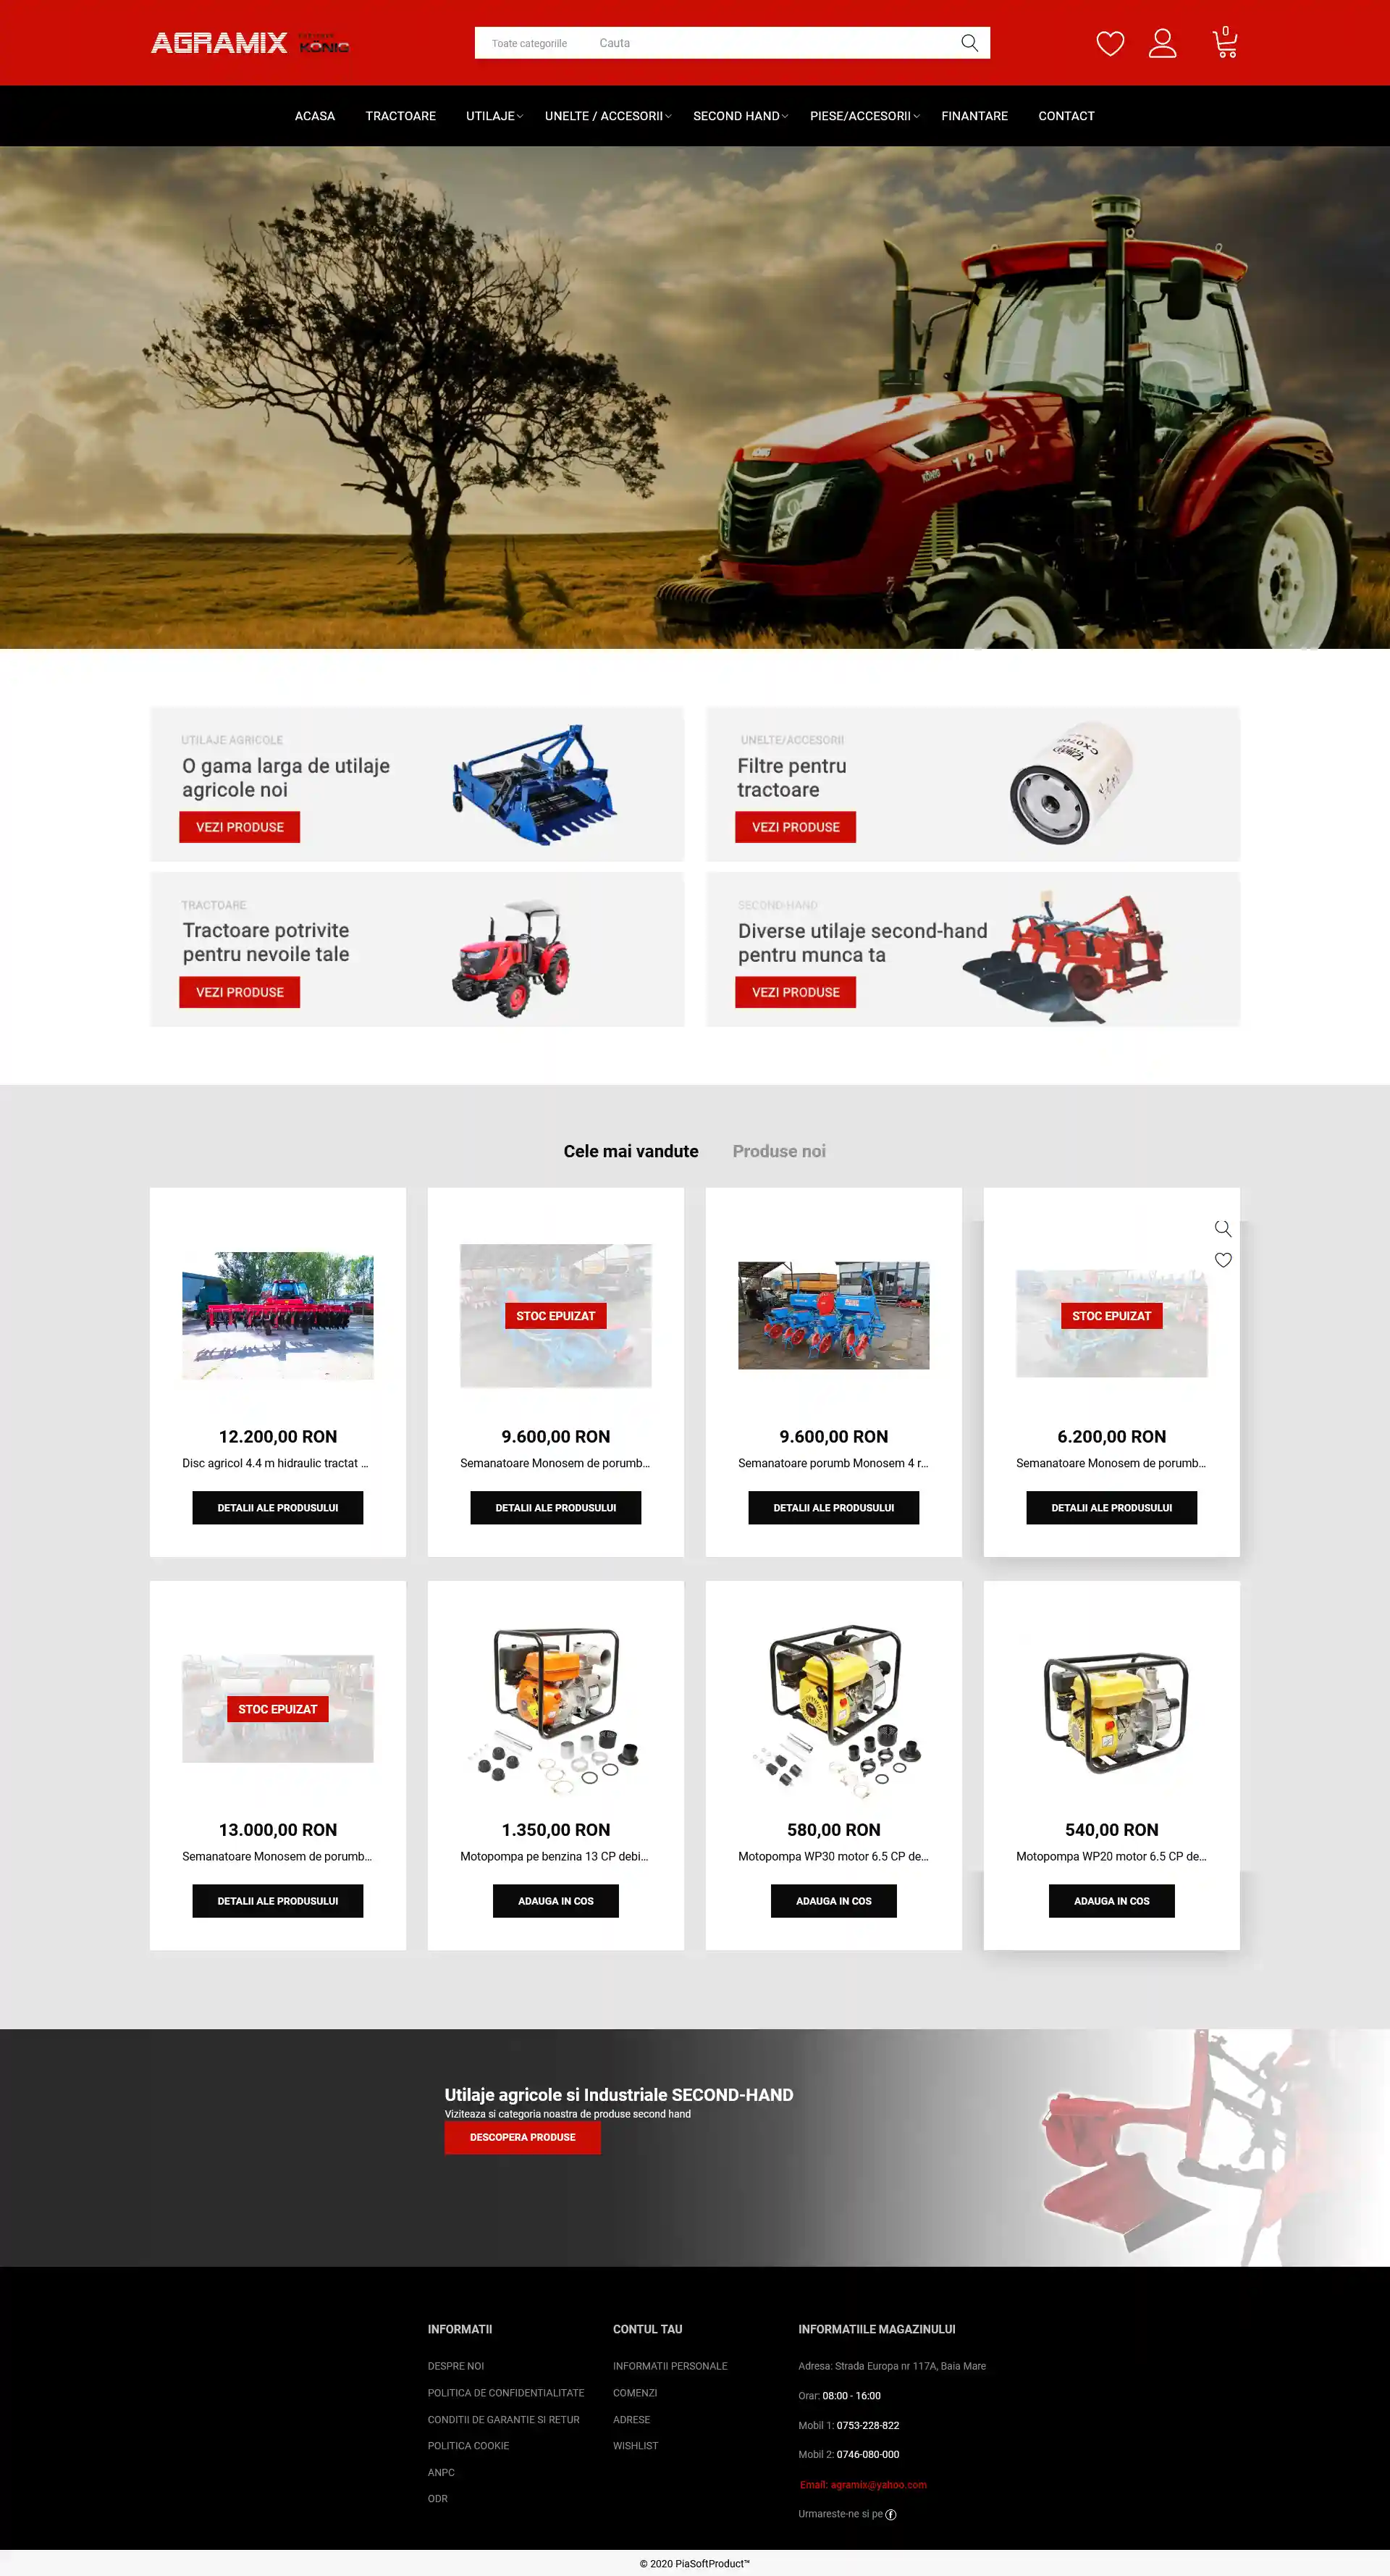 AGRAMIX
KÖNIG
Toate categoriile
Cauta
0
ACASA
TRACTOARE
UTILAJE
UNELTE / ACCESORII
SECOND HAND
PIESE/ACCESORII
FINANTARE
CONTACT
KÖNIG
KÖNIG 1204
UTILAJE AGRICOLE
O gama larga de utilaje
agricole noi
VEZI PRODUSE
UNELTE/ACCESORII
Filtre pentru
tractoare
VEZI PRODUSE
TRACTOARE
Tractoare potrivite
pentru nevoile tale
VEZI PRODUSE
SECOND-HAND
Diverse utilaje second-hand
pentru munca ta
VEZI PRODUSE
Cele mai vandute
Produse noi
12.200,00 RON
Disc agricol 4.4 m hidraulic tractat ...
DETALII ALE PRODUSULUI
STOC EPUIZAT
9.600,00 RON
Semanatoare Monosem de porumb...
DETALII ALE PRODUSULUI
9.600,00 RON
Semanatoare porumb Monosem 4 r...
DETALII ALE PRODUSULUI
STOC EPUIZAT
6.200,00 RON
Semanatoare Monosem de porumb...
DETALII ALE PRODUSULUI
STOC EPUIZAT
13.000,00 RON
Semanatoare Monosem de porumb...
DETALII ALE PRODUSULUI
1.350,00 RON
Motopompa pe benzina 13 CP debi...
ADAUGA IN COS
580,00 RON
Motopompa WP30 motor 6.5 CP de...
ADAUGA IN COS
540,00 RON
Motopompa WP20 motor 6.5 CP de...
ADAUGA IN COS
Utilaje agricole si Industriale SECOND-HAND
Viziteaza si categoria noastra de produse second hand
DESCOPERA PRODUSE
INFORMATII
DESPRE NOI
POLITICA DE CONFIDENTIALITATE
CONDITII DE GARANTIE SI RETUR
POLITICA COOKIE
ANPC
ODR
CONTUL TAU
INFORMATII PERSONALE
COMENZI
ADRESE
WISHLIST
INFORMATIILE MAGAZINULUI
Adresa: Strada Europa nr 117A, Baia Mare
Orar: 08:00 - 16:00
Mobil 1: 0753-228-822
Mobil 2: 0746-080-000
Email: agramix@yahoo.com
Urmareste-ne si pe
© 2020 PiaSoftProduct™